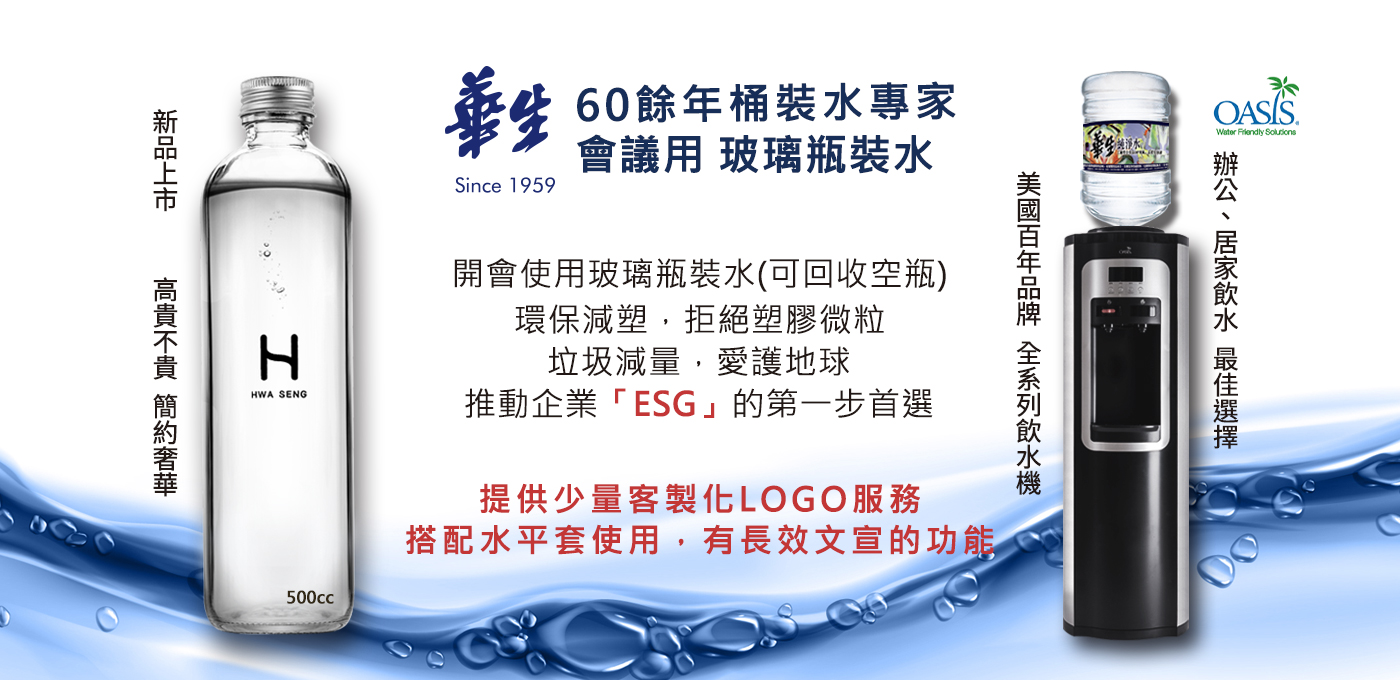 新品上市 高貴不貴 簡約奢華
H
HWA SENG
500cc
華生
Since 1959
60餘年桶裝水專家
會議用 玻璃瓶裝水
開會使用玻璃瓶裝水(可回收空瓶)
環保減塑，拒絕塑膠微粒
垃圾減量，愛護地球
推動企業「ESG」的第一步首選
提供少量客製化LOGO服務
搭配水平套使用，有長效文宣的功能
美國百年品牌 全系列飲水機
華生純淨水
OASIS®
Water Friendly Solutions
辦公、居家飲水 最佳選擇